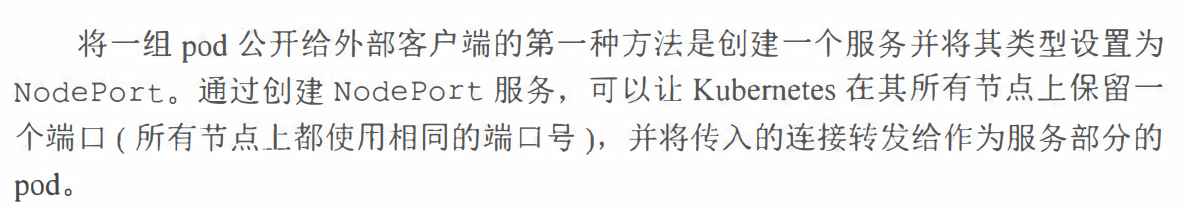 将一组 pod 公开给外部客户端的第一种方法是创建一个服务并将其类型设置为
NodePort。通过创建 NodePort 服务，可以让 Kubernetes 在其所有节点上保留一
个端口 ( 所有节点上都使用相同的端口号 )，并将传入的连接转发给作为服务部分的
pod。